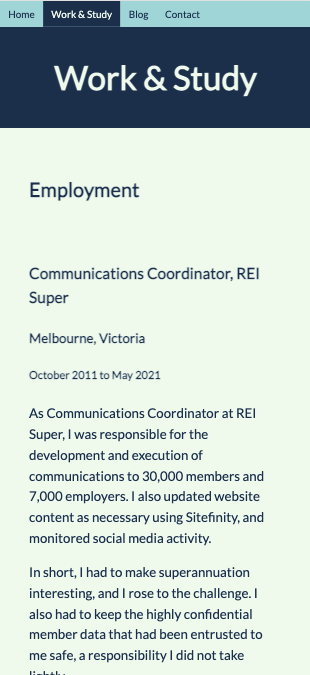 Home Work & Study Blog Contact
Work & Study
Employment
Communications Coordinator, REI
Super
Melbourne, Victoria
October 2011 to May 2021
As Communications Coordinator at REI
Super, I was responsible for the
development and execution of
communications to 30,000 members and
7,000 employers. I also updated website
content as necessary using Sitefinity, and
monitored social media activity.
In short, I had to make superannuation
interesting, and I rose to the challenge. I
also had to keep the highly confidential
member data that had been entrusted to
me safe, a responsibility I did not take